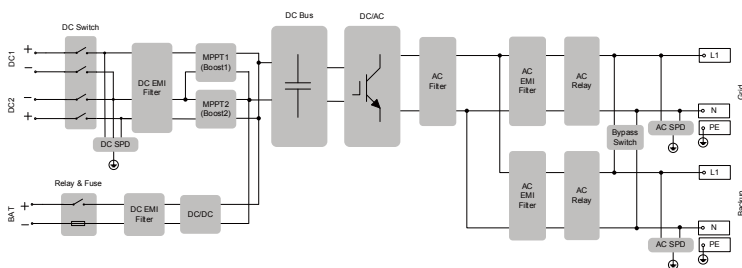 DC Switch
DC Bus
DC/AC
DC1
+
−
DC2
−
+
DC EMI
Filter
MPPT1
(Boost1)
MPPT2
(Boost2)
DC SPD
AC
Filter
AC
EMI
Filter
AC
Relay
L1
N
PE
Grid
AC SPD
Bypass
Switch
Relay & Fuse
BAT
+
−
DC EMI
Filter
DC/DC
AC
EMI
Filter
AC
Relay
L1
N
PE
Backup
AC SPD